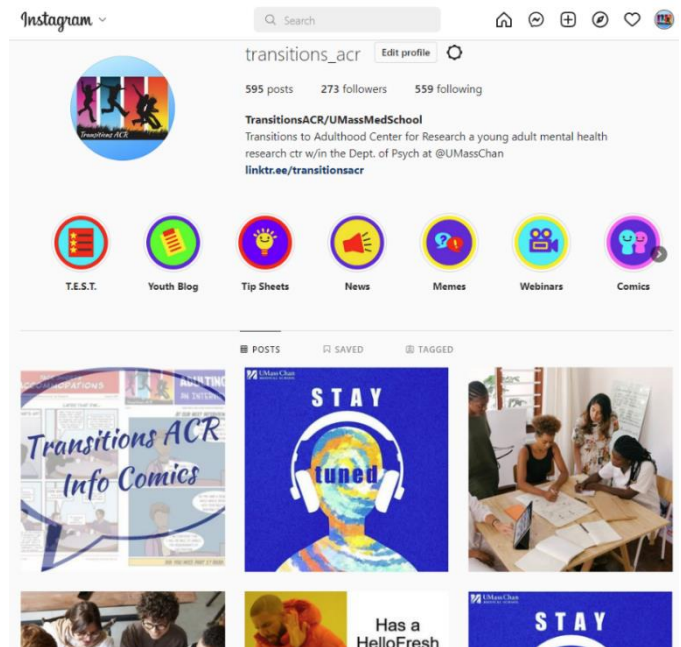 Instagram
Search
transitions_acr Edit profile
595 posts 273 followers 559 following
TransitionsACR/UMassMedSchool
Transitions to Adulthood Center for Research a young adult mental health
research ctr w/in the Dept. of Psych at @UMassChan
linktr.ee/transitionsacr
Transitions ACR
T.E.S.T. Youth Blog Tip Sheets News Memes Webinars Comics
POSTS SAVED TAGGED
Transitions ACR
Info Comics
UMass Chan
STAY
tuned
Has a
HelloFresh
UMass Chan
STAY